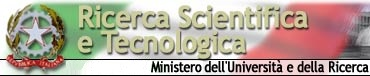 Ricerca Scientifica
e Tecnologica
Ministero dell'Università e della Ricerca